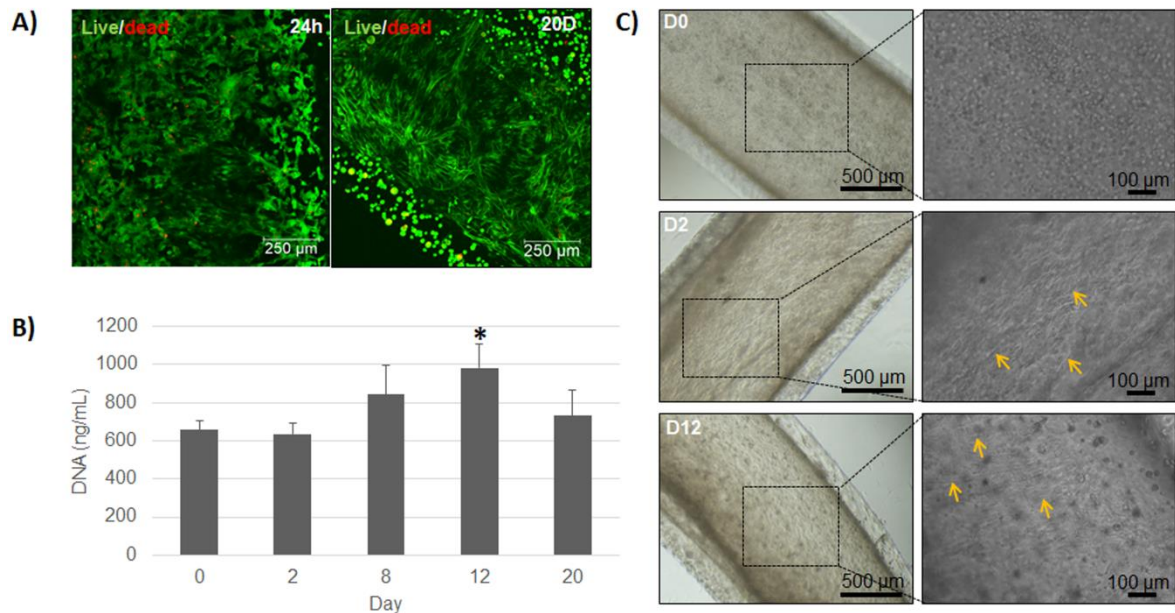 A)
Live/dead 24h
250 µm
Live/dead 20D
250 µm
B)
1200
1000
800
600
400
200
0
DNA (ng/mL)
*
0 2 8 12 20
Day
C)
D0
500 µm
100 µm
D2
500 µm
100 µm
D12
500 µm
100 µm